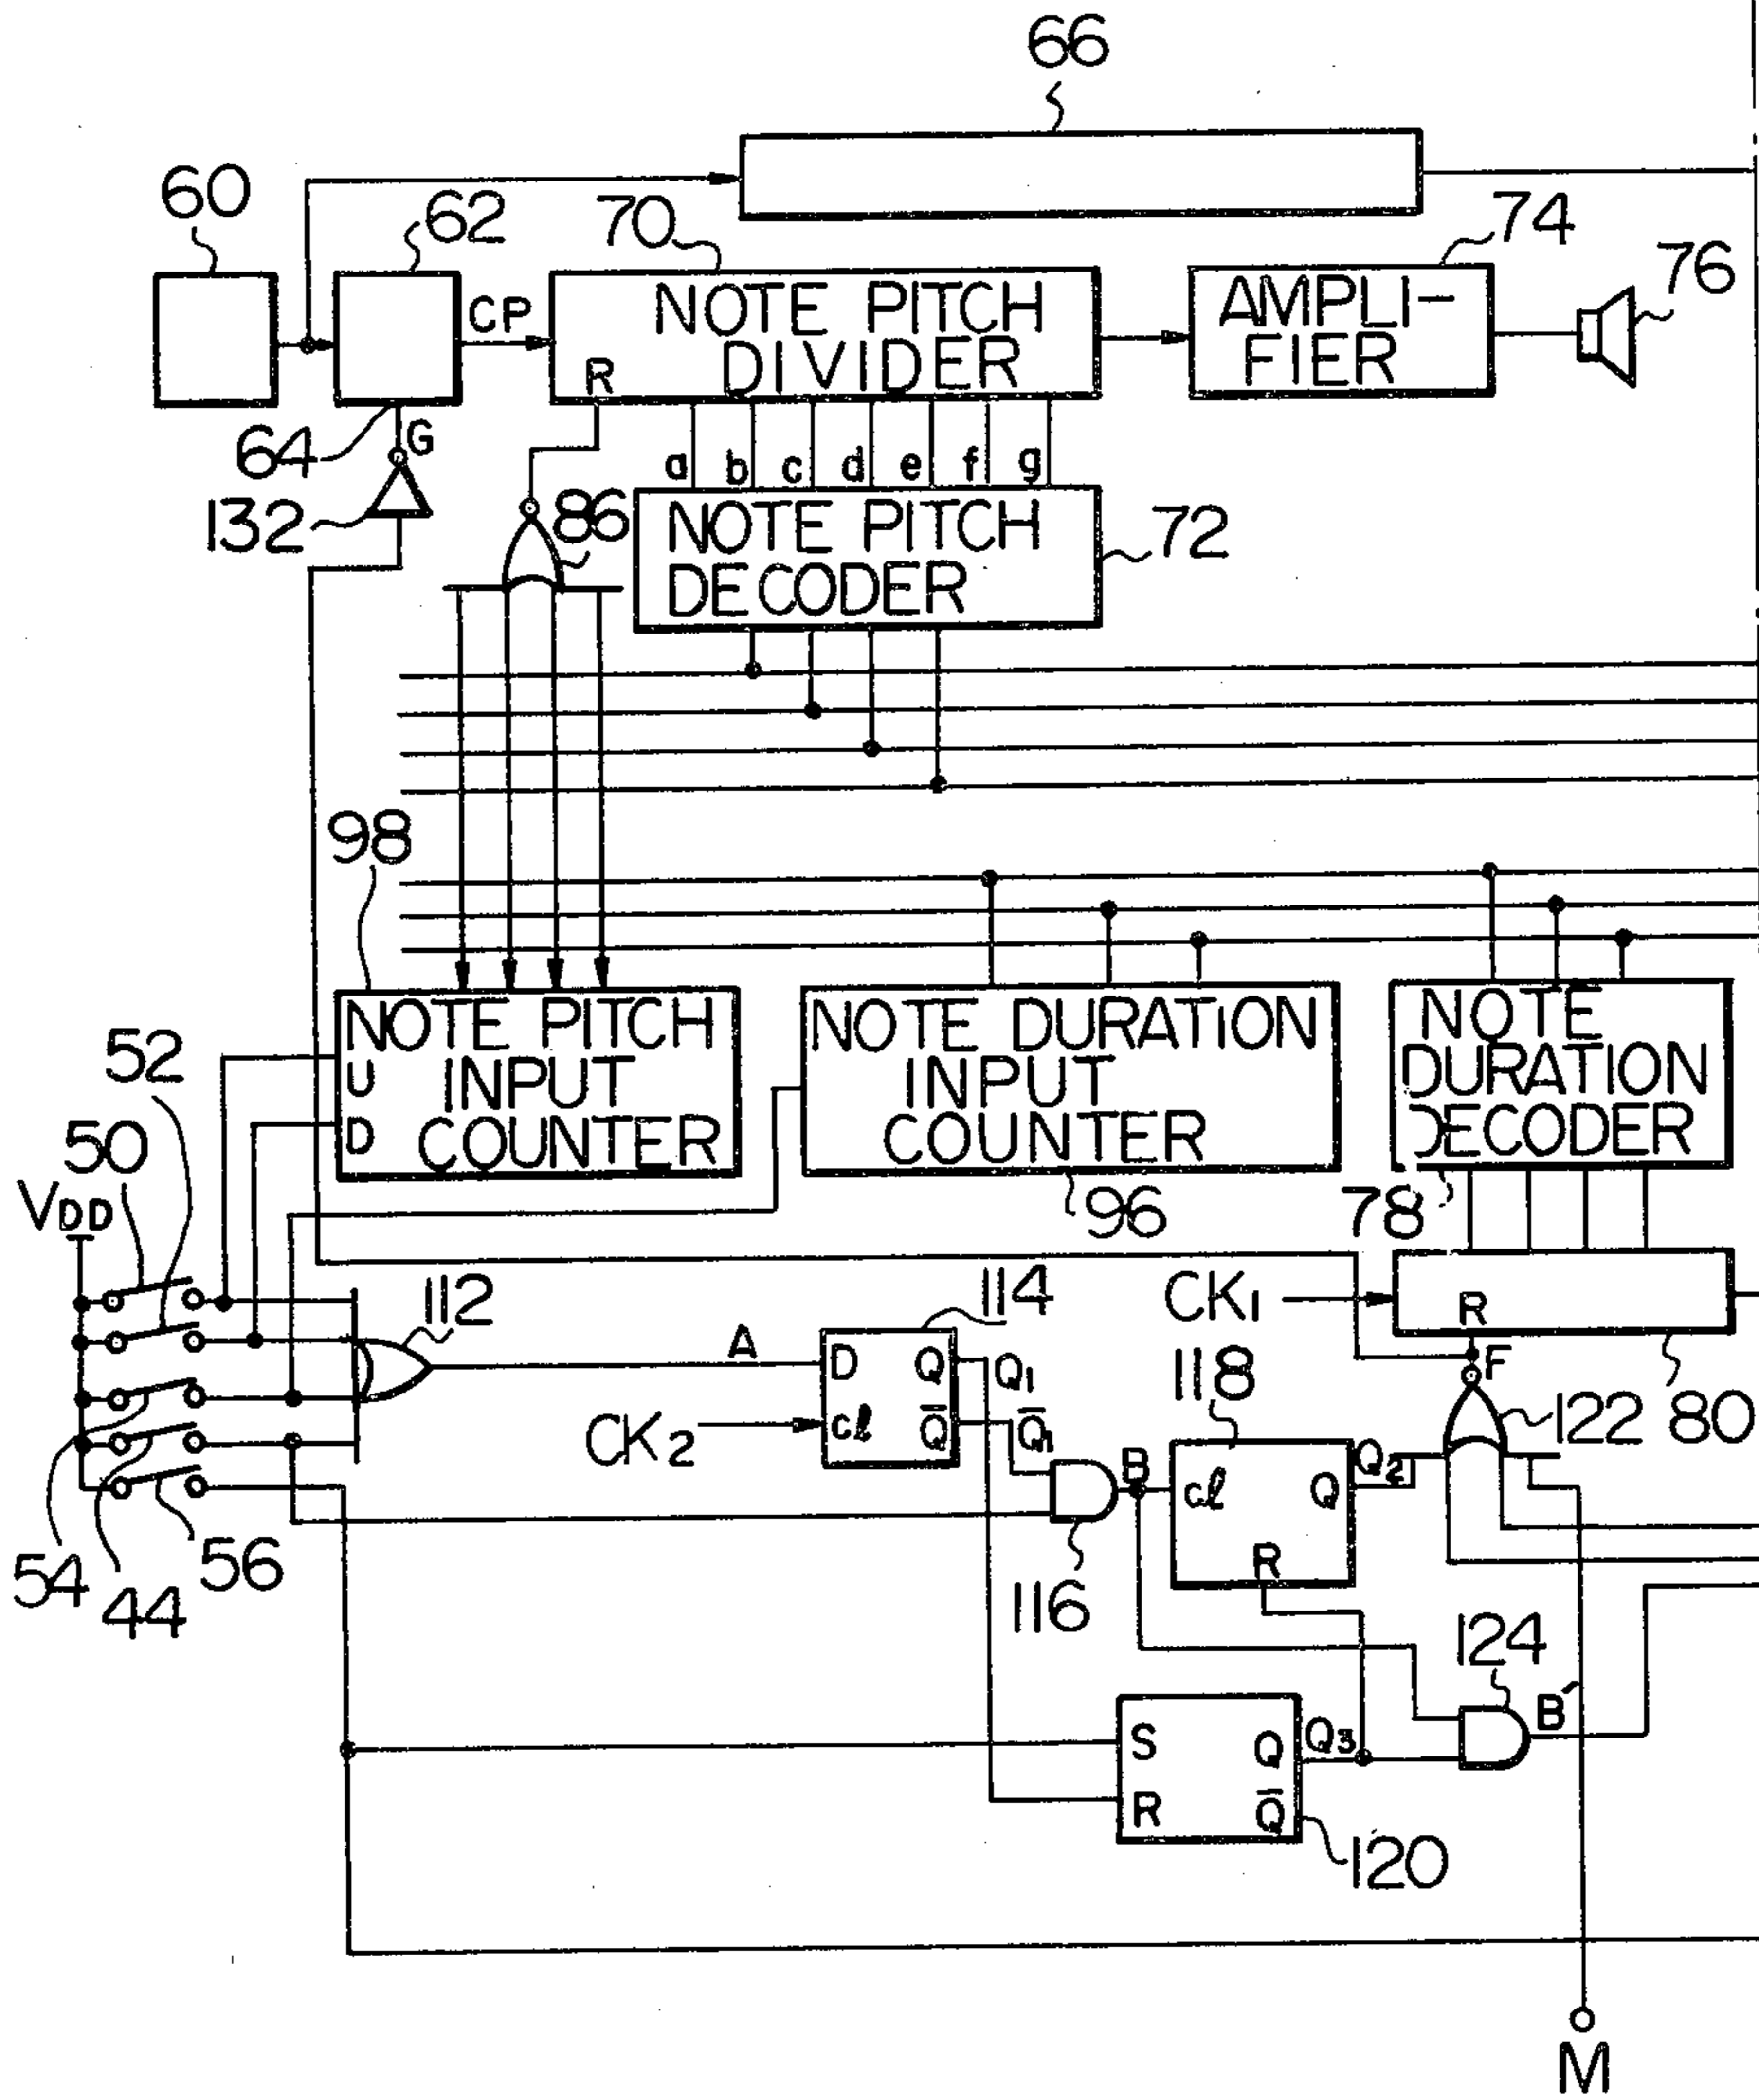 66
60
62
70
74
76
CP
NOTE PITCH
DIVIDER
R
AMPLI-
FIER
64
G
132
a b c d e f g
86
NOTE PITCH
DECODER
72
98
NOTE PITCH
INPUT
COUNTER
U
D
NOTE DURATION
INPUT
COUNTER
NOTE
DURATION
DECODER
52
50
VDD
96
78
112
A
114
D Q
cl Q̅
Q1
Q̅1
CK1
R
F
118
122
80
CK2
B
cl Q
R
Q2
54
44
56
116
124
B'
S Q
R Q̅
Q3
120
M